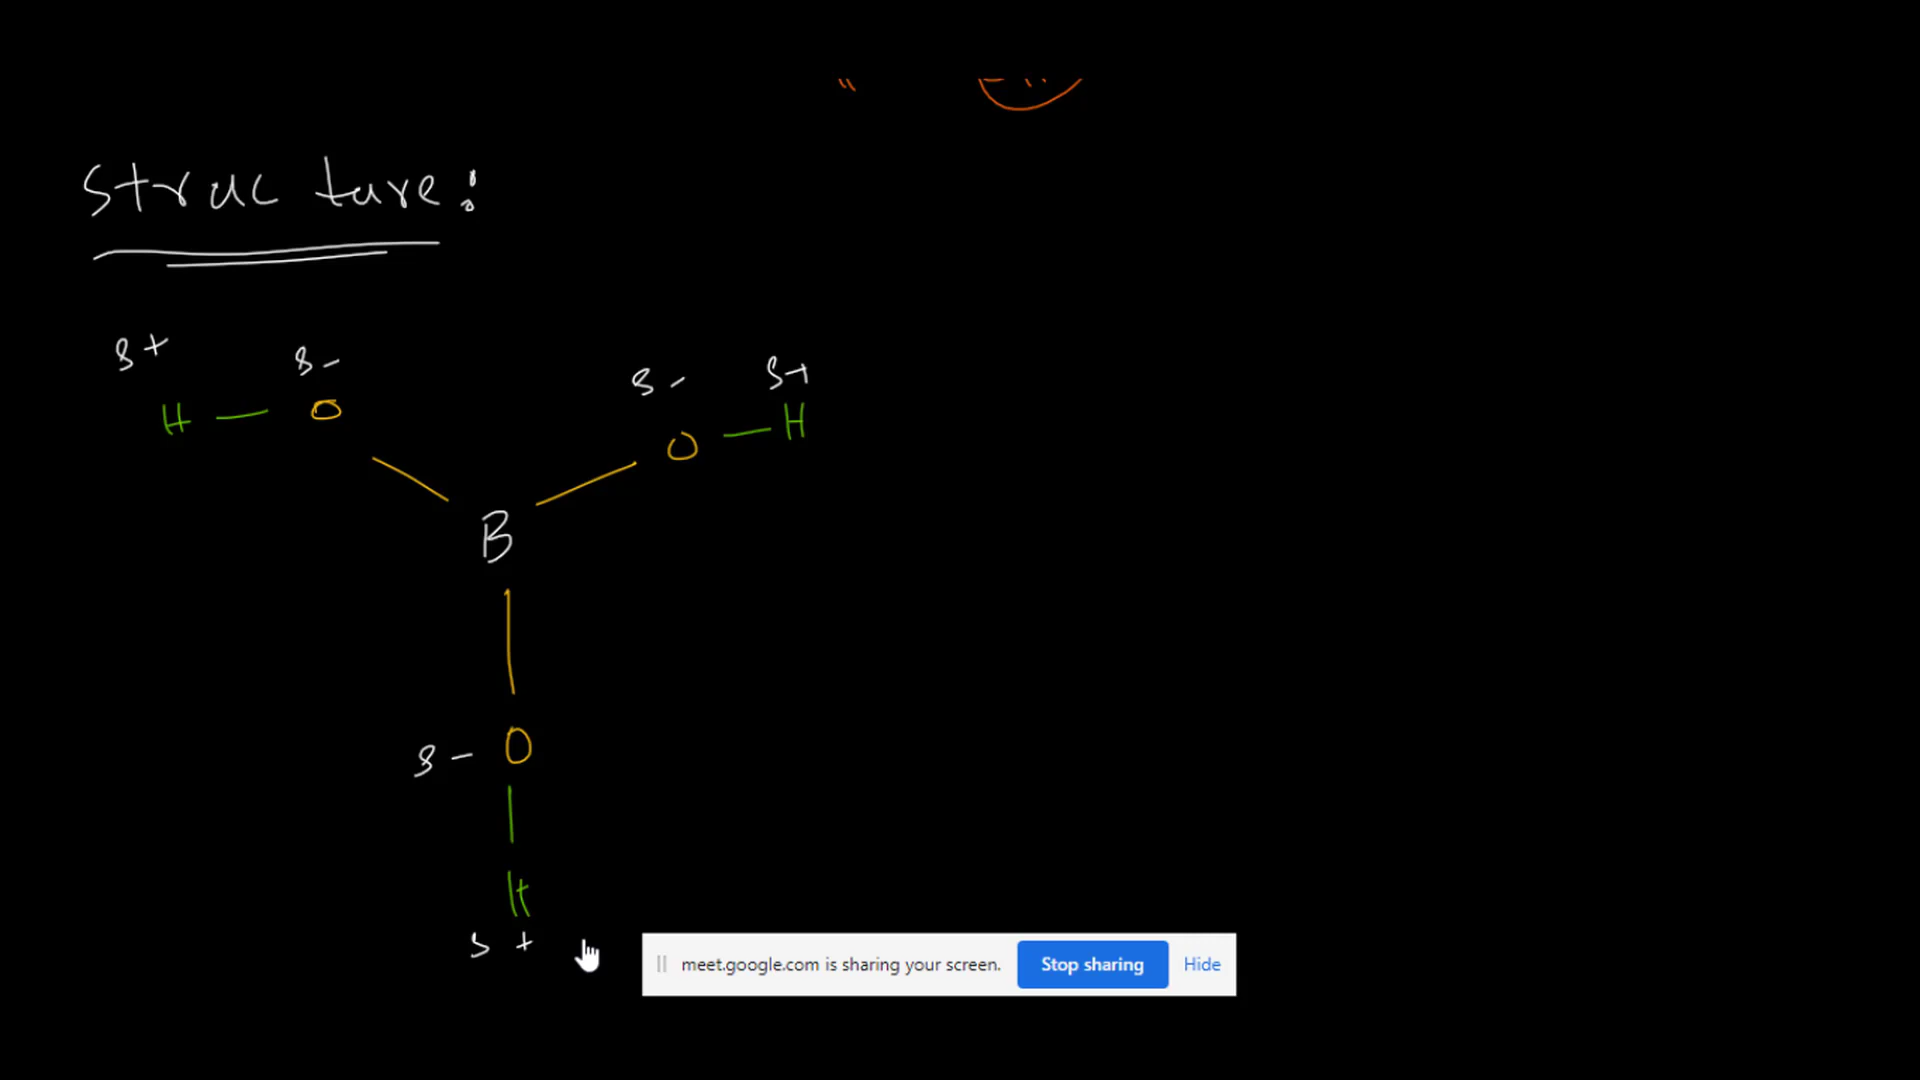 Structure:
δ+ δ- δ- δ+
H — O O — H
B
δ- O
H
δ+
meet.google.com is sharing your screen. Stop sharing Hide